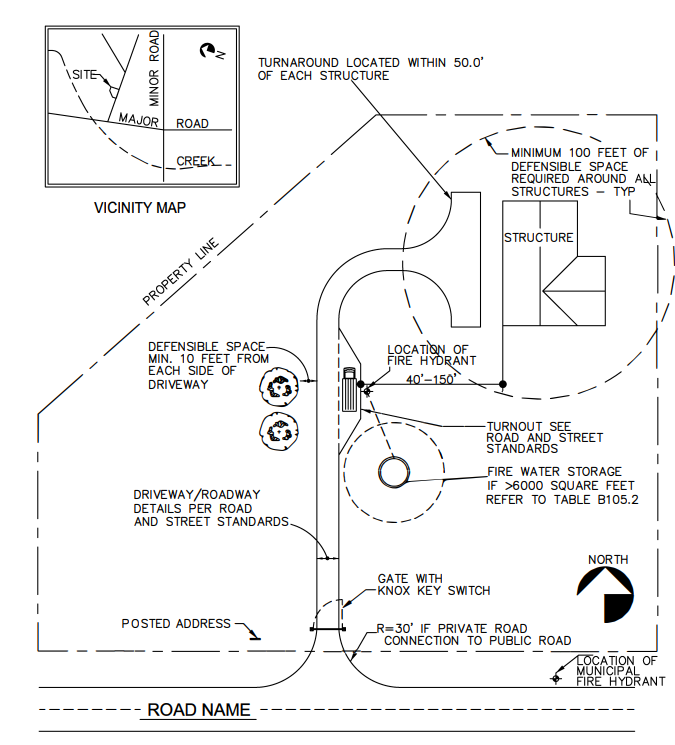 SITE
MINOR ROAD
N
MAJOR ROAD
CREEK
VICINITY MAP
TURNAROUND LOCATED WITHIN 50.0'
OF EACH STRUCTURE
MINIMUM 100 FEET OF
DEFENSIBLE SPACE
REQUIRED AROUND ALL
STRUCTURES – TYP
STRUCTURE
PROPERTY LINE
DEFENSIBLE SPACE
MIN. 10 FEET FROM
EACH SIDE OF
DRIVEWAY
LOCATION OF
FIRE HYDRANT
40'-150'
TURNOUT SEE
ROAD AND STREET
STANDARDS
FIRE WATER STORAGE
IF >6000 SQUARE FEET
REFER TO TABLE B105.2
DRIVEWAY/ROADWAY
DETAILS PER ROAD
AND STREET STANDARDS
NORTH
GATE WITH
KNOX KEY SWITCH
POSTED ADDRESS
R=30' IF PRIVATE ROAD
CONNECTION TO PUBLIC ROAD
LOCATION OF
MUNICIPAL
FIRE HYDRANT
ROAD NAME